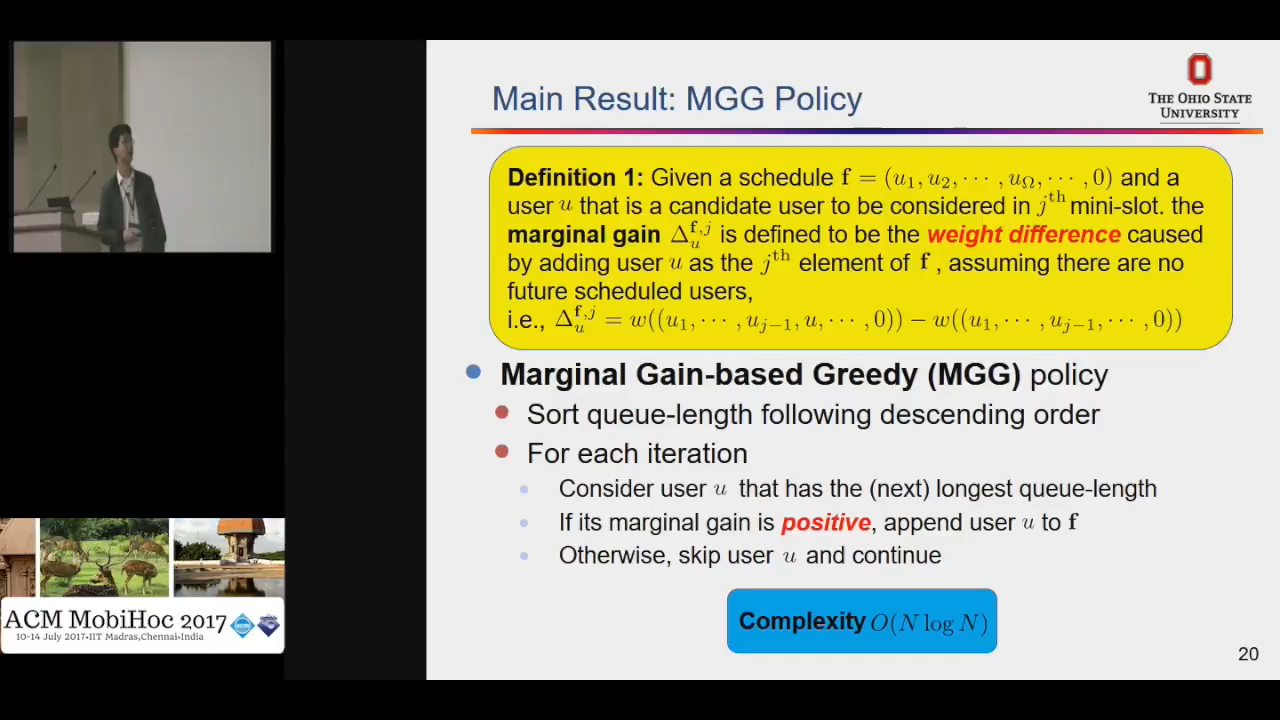 Main Result: MGG Policy
THE OHIO STATE
UNIVERSITY
Definition 1: Given a schedule f = (u₁, u₂, ⋯, u_Ω, ⋯, 0) and a
user u that is a candidate user to be considered in jᵗʰ mini-slot. the
marginal gain Δ_u^{f,j} is defined to be the weight difference caused
by adding user u as the jᵗʰ element of f , assuming there are no
future scheduled users,
i.e., Δ_u^{f,j} = w((u₁, ⋯, u_{j−1}, u, ⋯, 0)) − w((u₁, ⋯, u_{j−1}, ⋯, 0))
Marginal Gain-based Greedy (MGG) policy
Sort queue-length following descending order
For each iteration
Consider user u that has the (next) longest queue-length
If its marginal gain is positive, append user u to f
Otherwise, skip user u and continue
Complexity O(N log N)
20
ACM MobiHoc 2017
10-14 July 2017•IIT Madras,Chennai•India